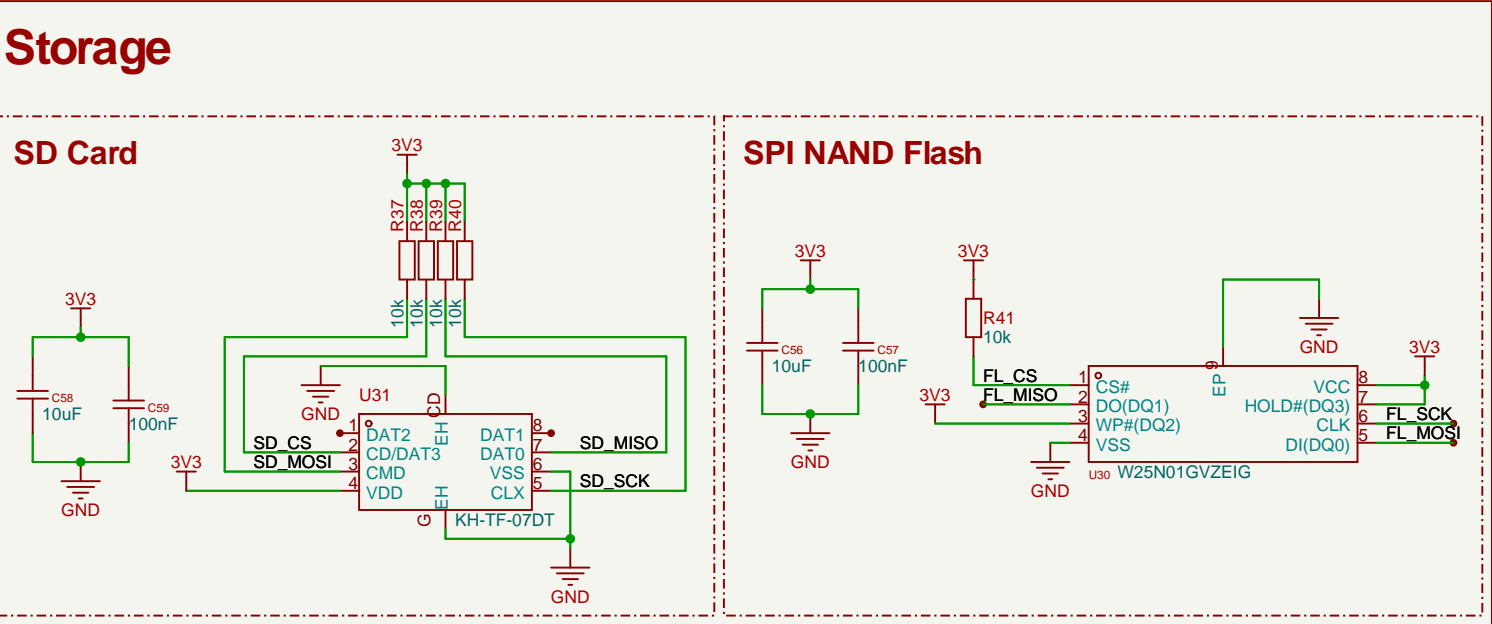 Storage
SD Card
3V3
R37
R38
R39
R40
10k
10k
10k
10k
3V3
C58
10uF
C59
100nF
GND
GND
U31
CD
EH
1
DAT2
SD_CS
2
CD/DAT3
SD_MOSI
3
CMD
3V3
4
VDD
DAT1
8
DAT0
7
SD_MISO
VSS
6
CLX
5
SD_SCK
EH
G
KH-TF-07DT
GND
SPI NAND Flash
3V3
C56
10uF
C57
100nF
GND
3V3
R41
10k
FL_CS
1
CS#
FL_MISO
2
DO(DQ1)
3V3
3
WP#(DQ2)
4
VSS
GND
9
EP
GND
3V3
VCC
8
HOLD#(DQ3)
7
CLK
6
FL_SCK
DI(DQ0)
5
FL_MOSI
U30
W25N01GVZEIG